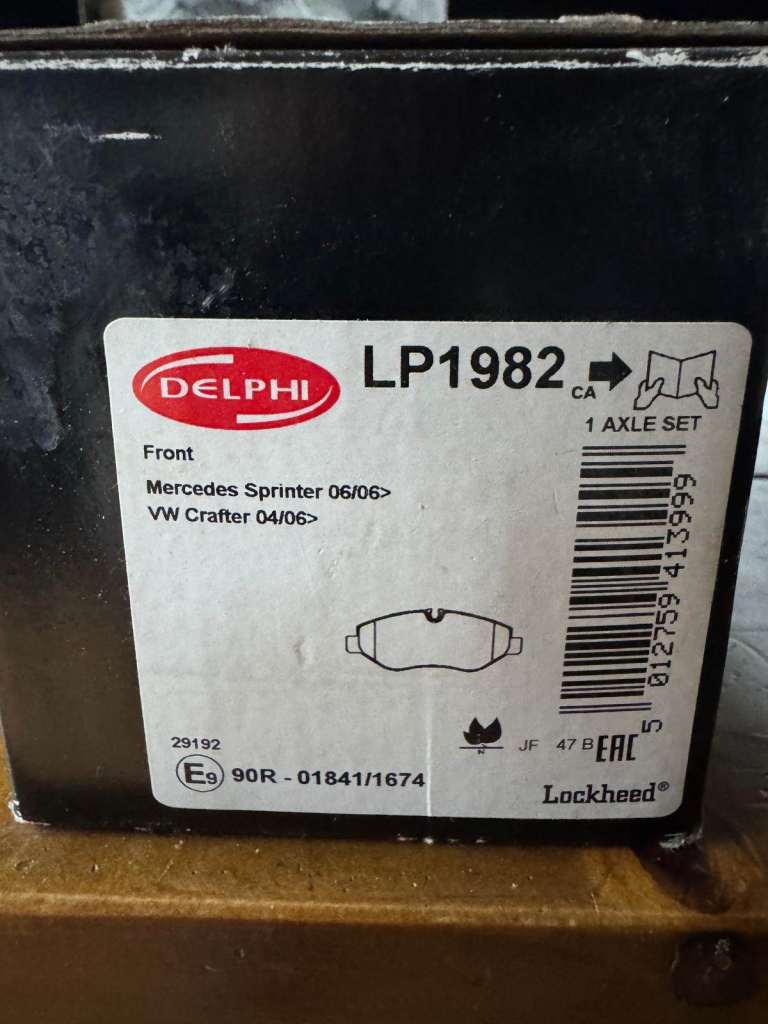 DELPHI
LP1982
CA
1 AXLE SET
Front
Mercedes Sprinter 06/06>
VW Crafter 04/06>
5 012759 413999
29192
E9 90R - 01841/1674
N
JF 47 B EAC
Lockheed®